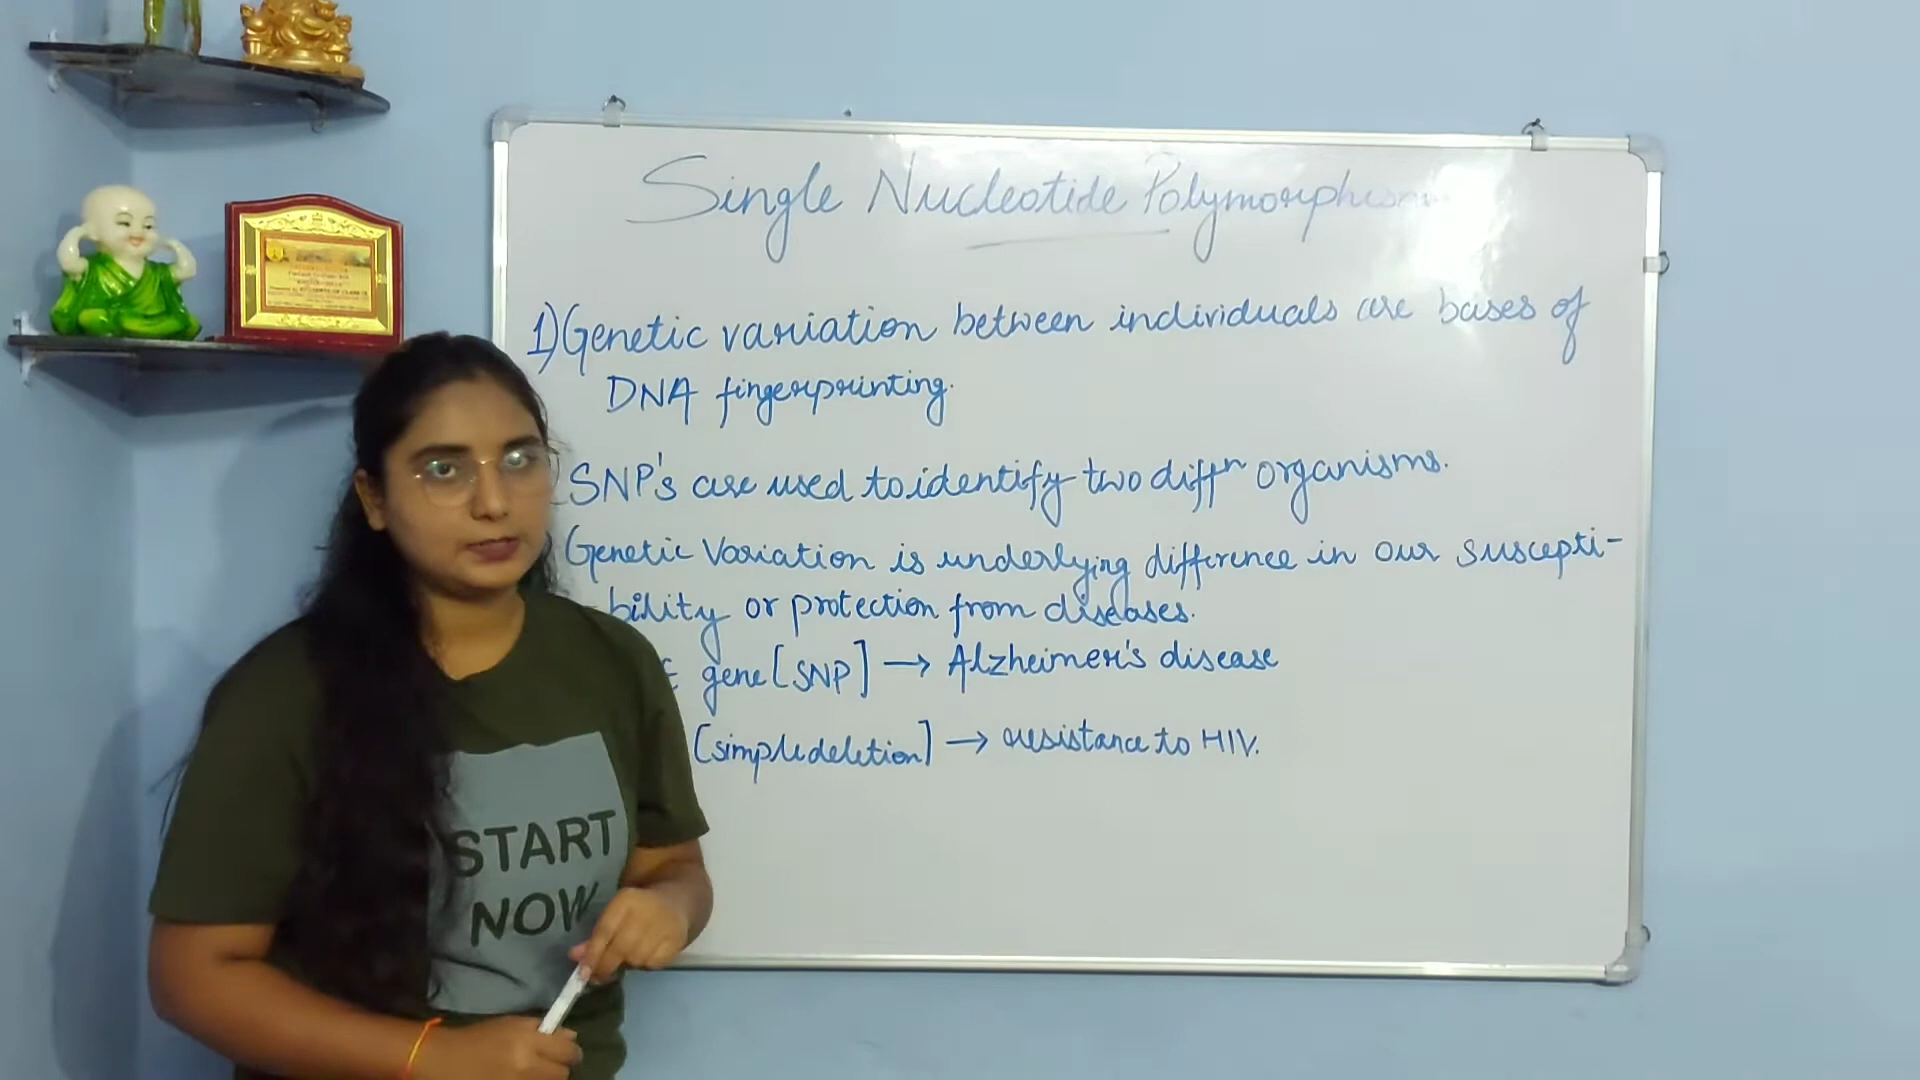 Single Nucleotide Polymorphism
1) Genetic variation between individuals are bases of
DNA fingerprinting.
SNP's are used to identify two diffn organisms.
Genetic Variation is underlying difference in our suscepti-
-bility or protection from diseases.
E gene [SNP] → Alzheimer's disease
[simple deletion] → resistance to HIV.
START
NOW